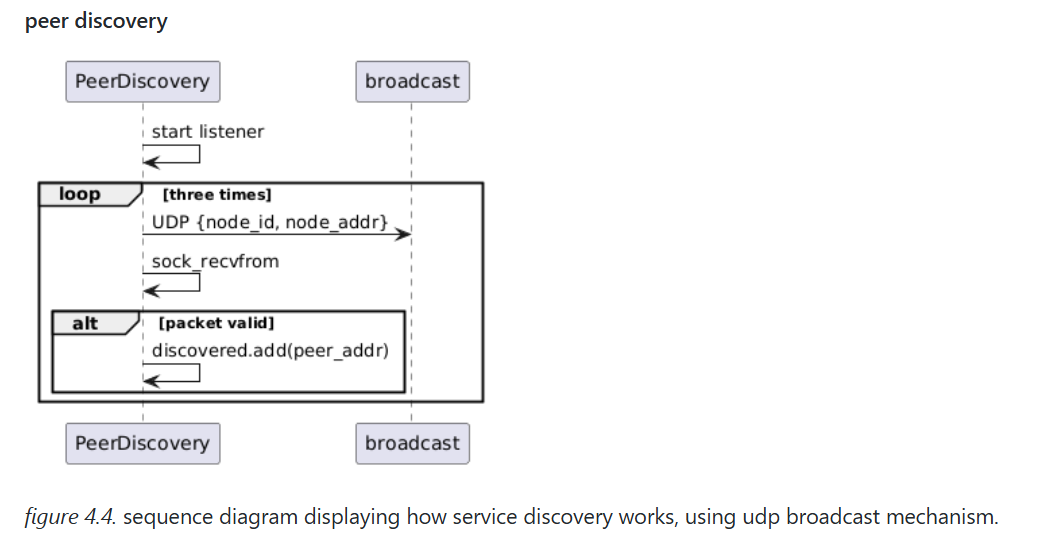 peer discovery
PeerDiscovery broadcast
start listener
loop [three times]
UDP {node_id, node_addr}
sock_recvfrom
alt [packet valid]
discovered.add(peer_addr)
PeerDiscovery broadcast
figure 4.4. sequence diagram displaying how service discovery works, using udp broadcast mechanism.